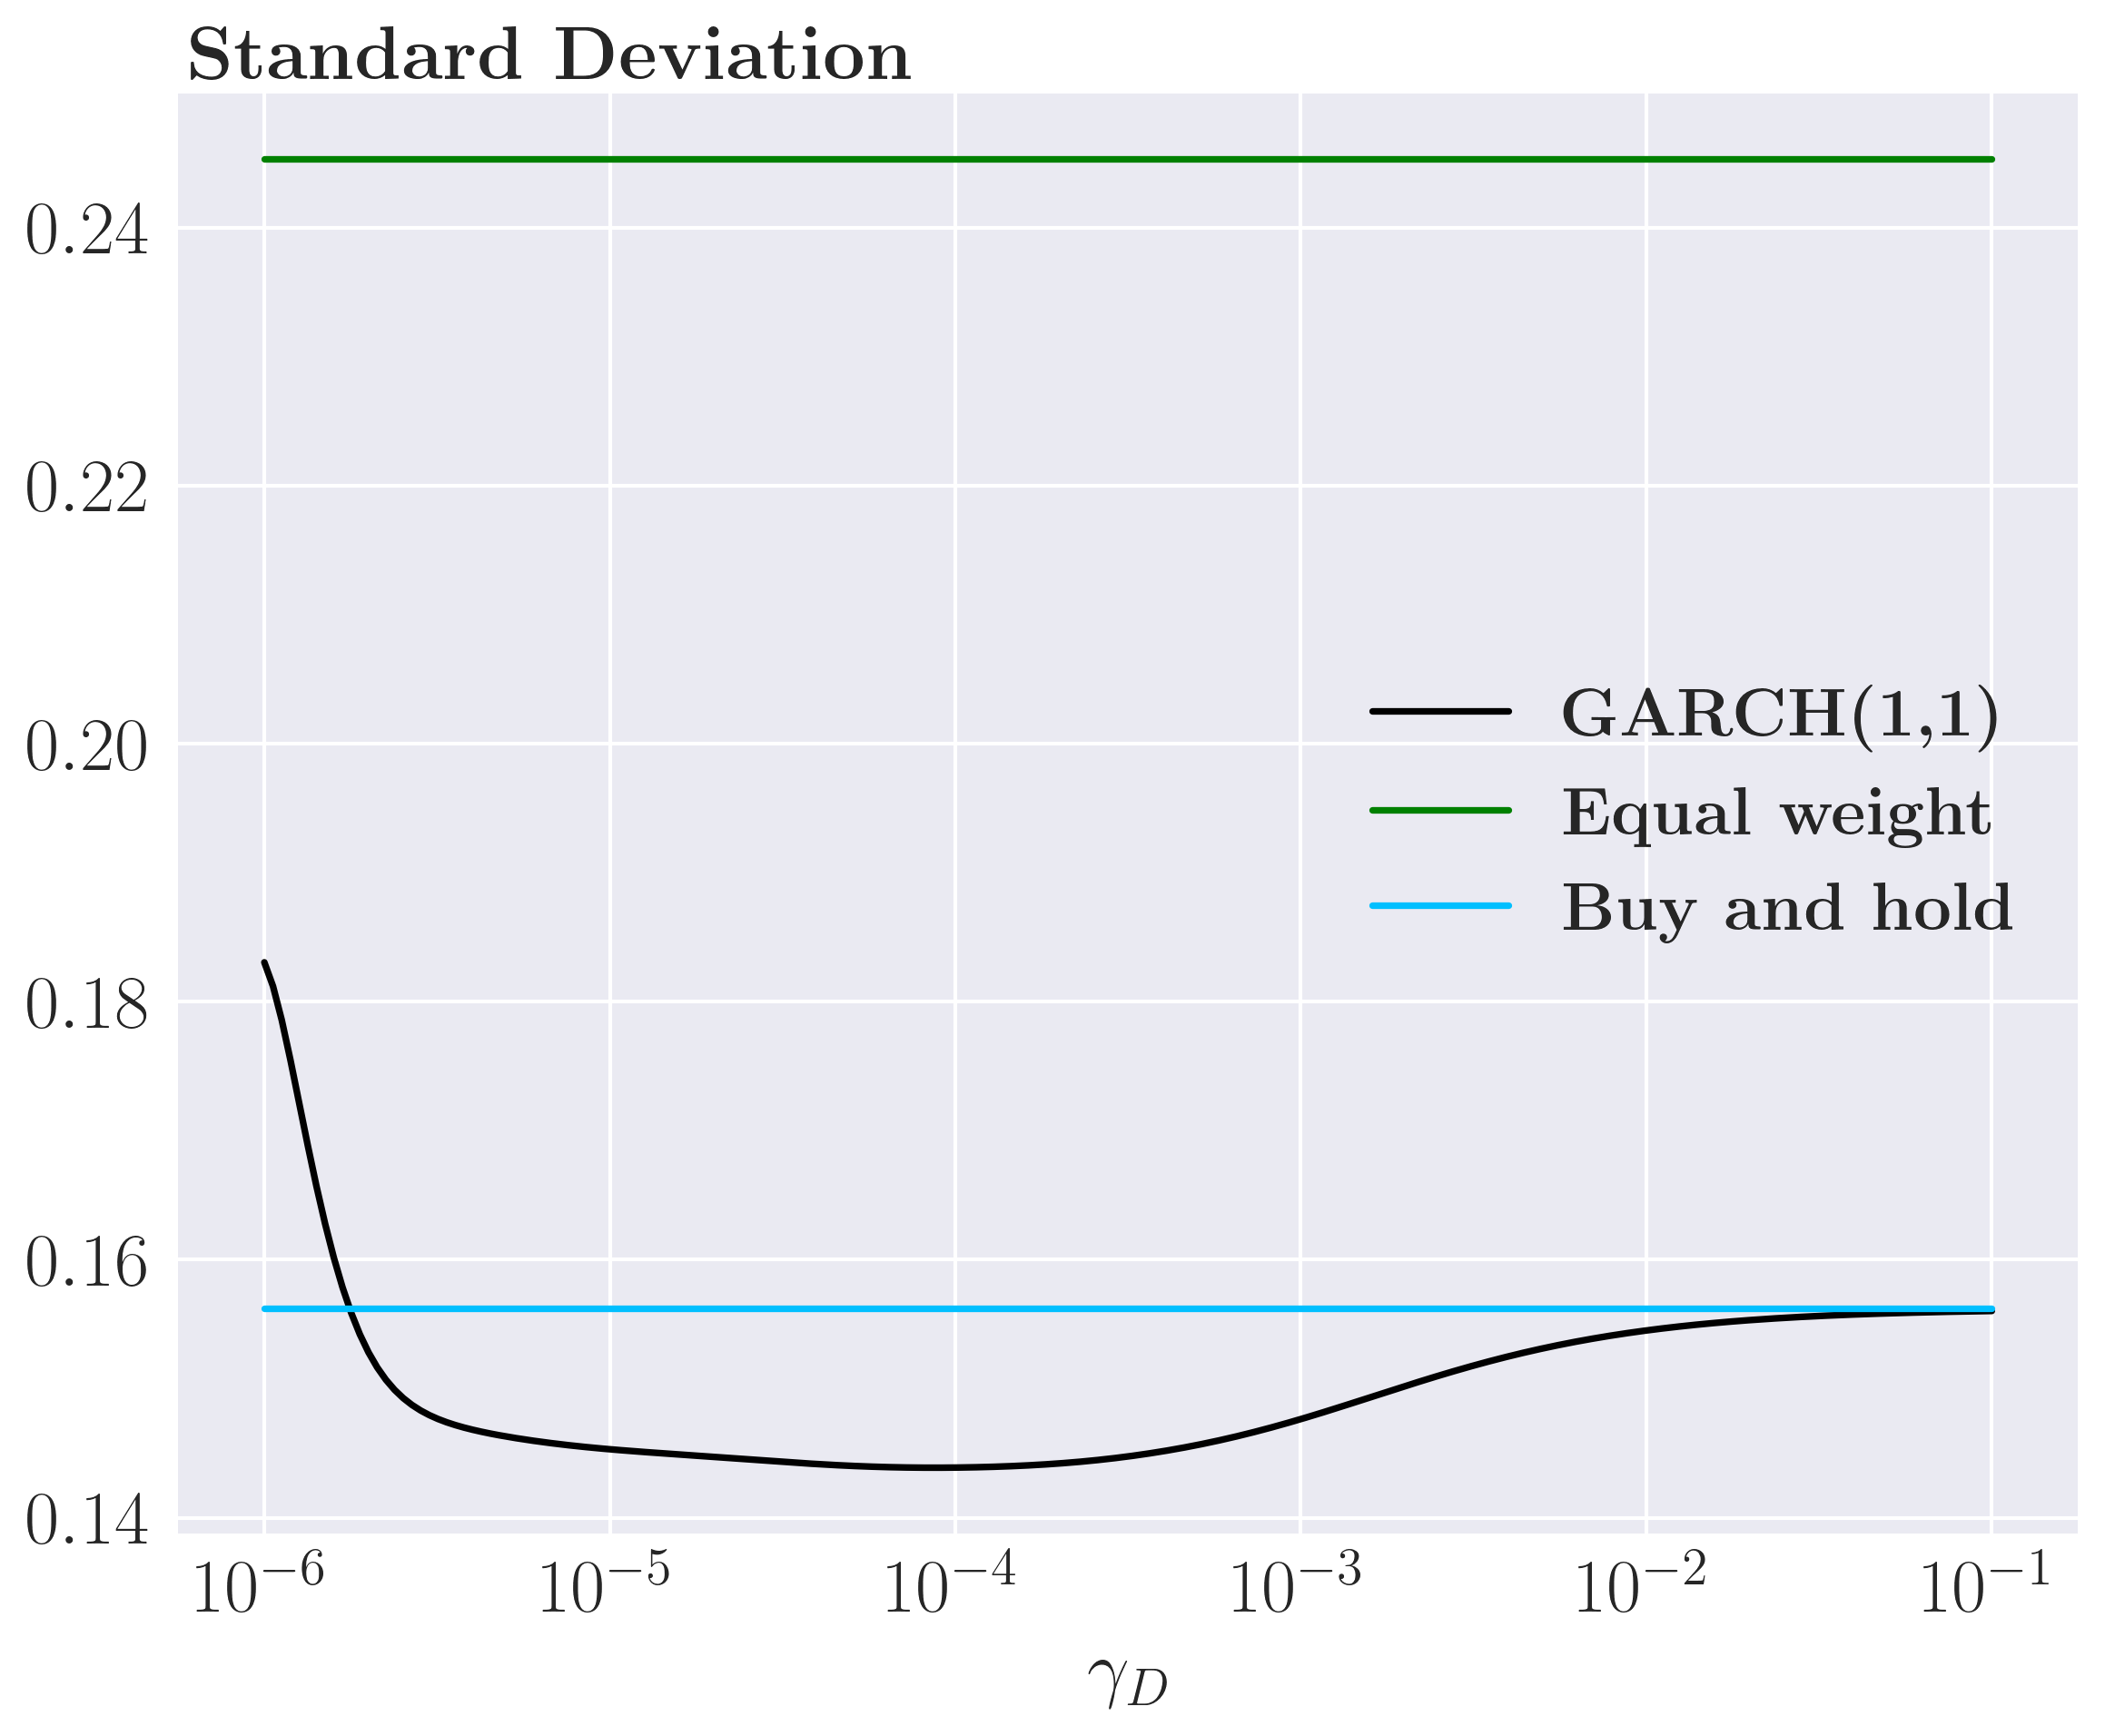 Standard Deviation
0.24
0.22
0.20
0.18
0.16
0.14
GARCH(1,1)
Equal weight
Buy and hold
10⁻⁶ 10⁻⁵ 10⁻⁴ 10⁻³ 10⁻² 10⁻¹
γ_D